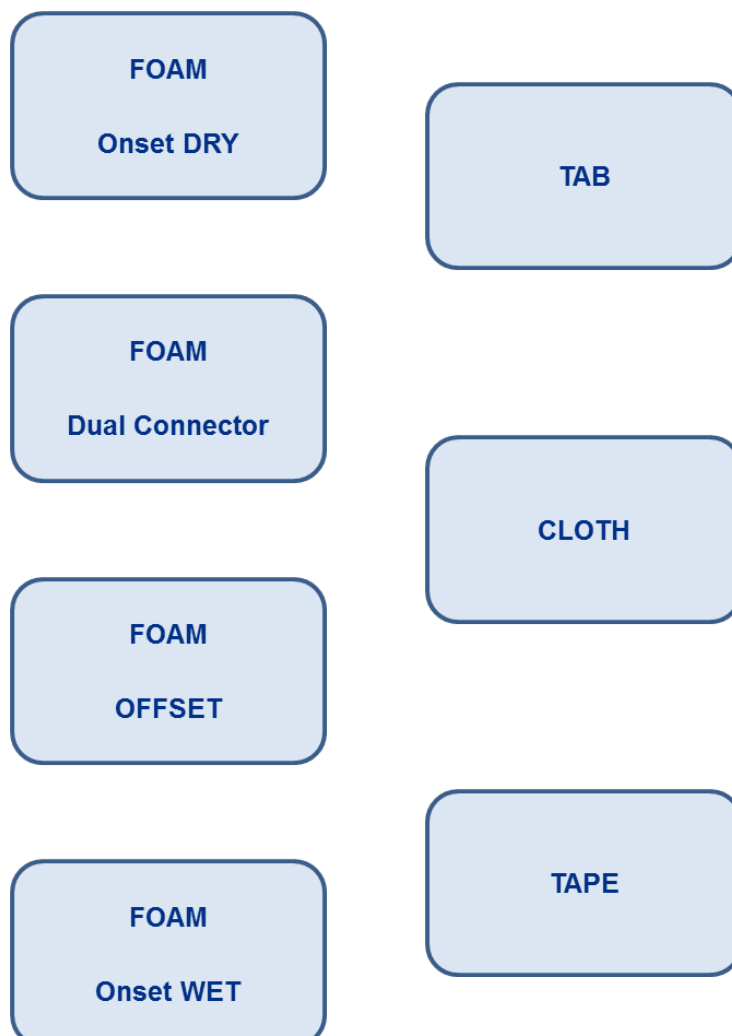 FOAM
Onset DRY
TAB
FOAM
Dual Connector
CLOTH
FOAM
OFFSET
TAPE
FOAM
Onset WET